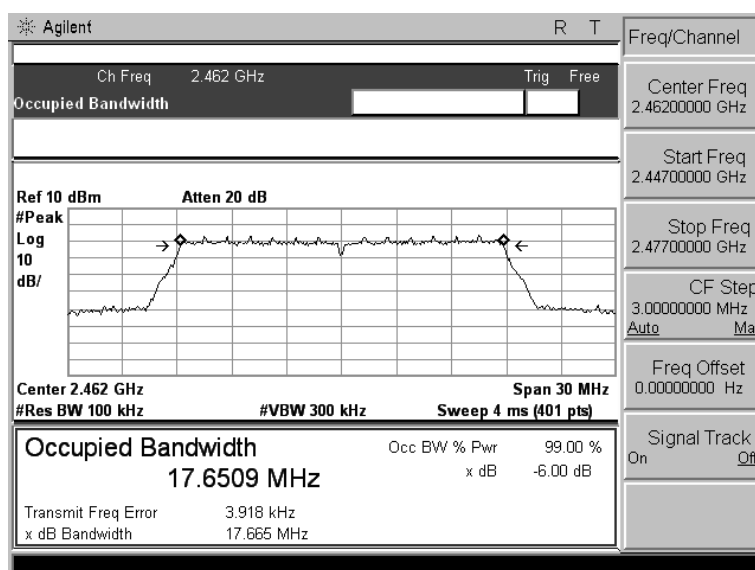 Agilent R T
Ch Freq 2.462 GHz Trig Free
Occupied Bandwidth
Ref 10 dBm Atten 20 dB
#Peak
Log
10
dB/
Center 2.462 GHz Span 30 MHz
#Res BW 100 kHz #VBW 300 kHz Sweep 4 ms (401 pts)
Occupied Bandwidth Occ BW % Pwr 99.00 %
17.6509 MHz x dB -6.00 dB
Transmit Freq Error 3.918 kHz
x dB Bandwidth 17.665 MHz
Freq/Channel
Center Freq
2.46200000 GHz
Start Freq
2.44700000 GHz
Stop Freq
2.47700000 GHz
CF Step
3.00000000 MHz
Auto Ma
Freq Offset
0.00000000 Hz
Signal Track
On Off